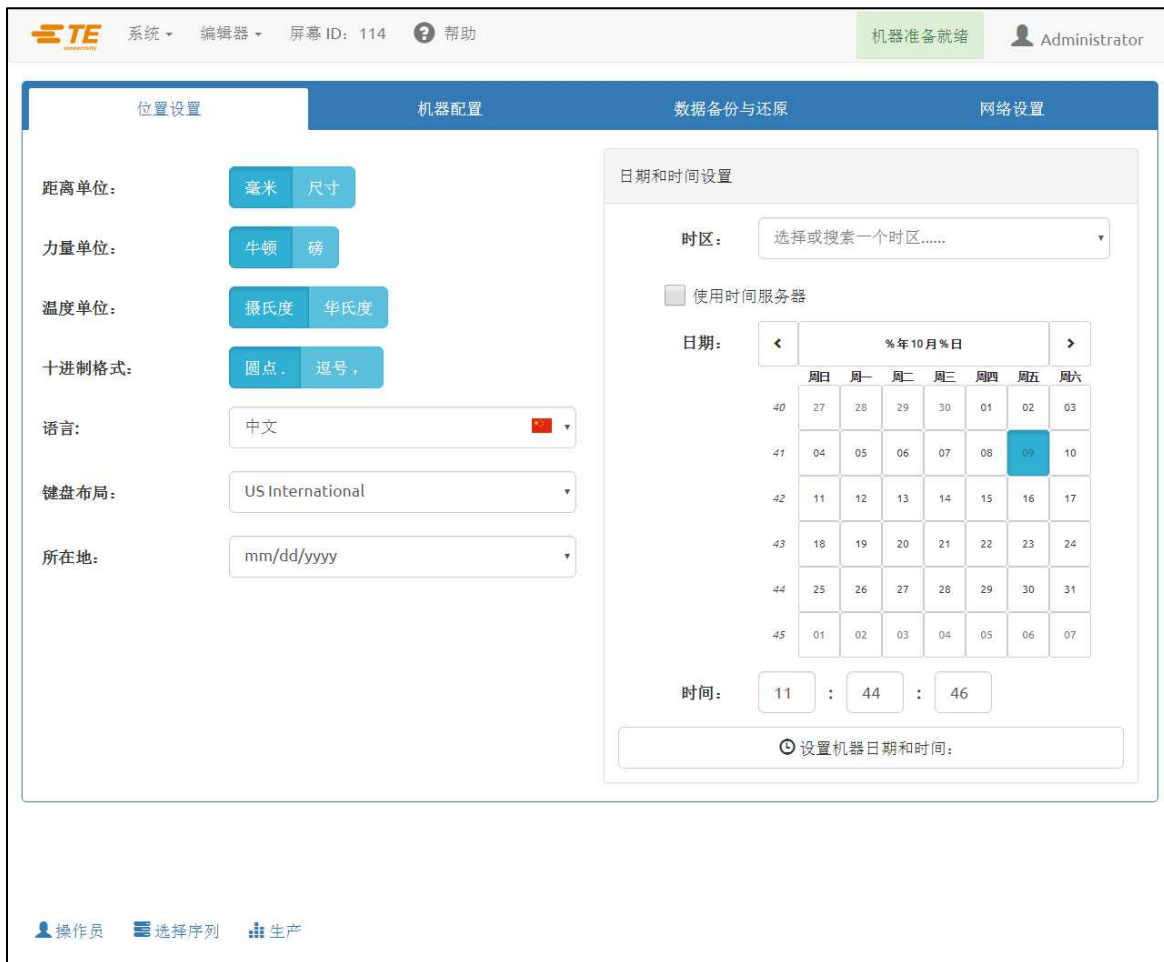 TE
connectivity
系统 编辑器 屏幕 ID：114 ? 帮助 机器准备就绪 Administrator
位置设置 机器配置 数据备份与还原 网络设置
距离单位： 毫米 尺寸
力量单位： 牛顿 磅
温度单位： 摄氏度 华氏度
十进制格式： 圆点 . 逗号 ,
语言: 中文
键盘布局： US International
所在地： mm/dd/yyyy
日期和时间设置
时区： 选择或搜索一个时区......
使用时间服务器
日期： %年10月%日
周日 周一 周二 周三 周四 周五 周六
40 27 28 29 30 01 02 03
41 04 05 06 07 08 09 10
42 11 12 13 14 15 16 17
43 18 19 20 21 22 23 24
44 25 26 27 28 29 30 31
45 01 02 03 04 05 06 07
时间： 11 : 44 : 46
设置机器日期和时间：
操作员 选择序列 生产